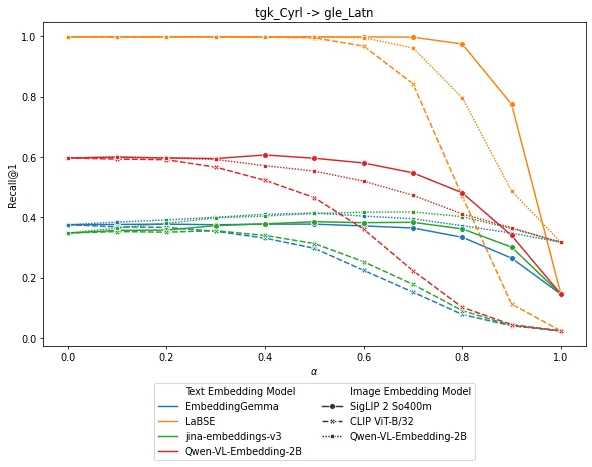 tgk_Cyrl -> gle_Latn
Recall@1
1.0
0.8
0.6
0.4
0.2
0.0
0.0 0.2 0.4 0.6 0.8 1.0
α
Text Embedding Model
EmbeddingGemma
LaBSE
jina-embeddings-v3
Qwen-VL-Embedding-2B
Image Embedding Model
SigLIP 2 So400m
CLIP ViT-B/32
Qwen-VL-Embedding-2B